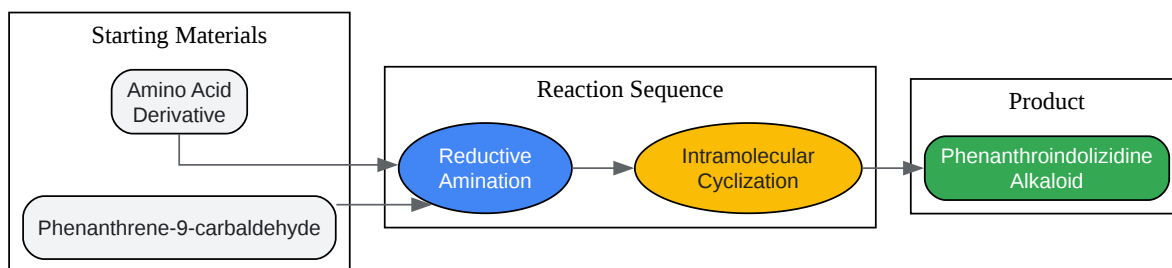 Starting Materials
Amino Acid
Derivative
Phenanthrene-9-carbaldehyde
Reaction Sequence
Reductive
Amination
Intramolecular
Cyclization
Product
Phenanthroindolizidine
Alkaloid